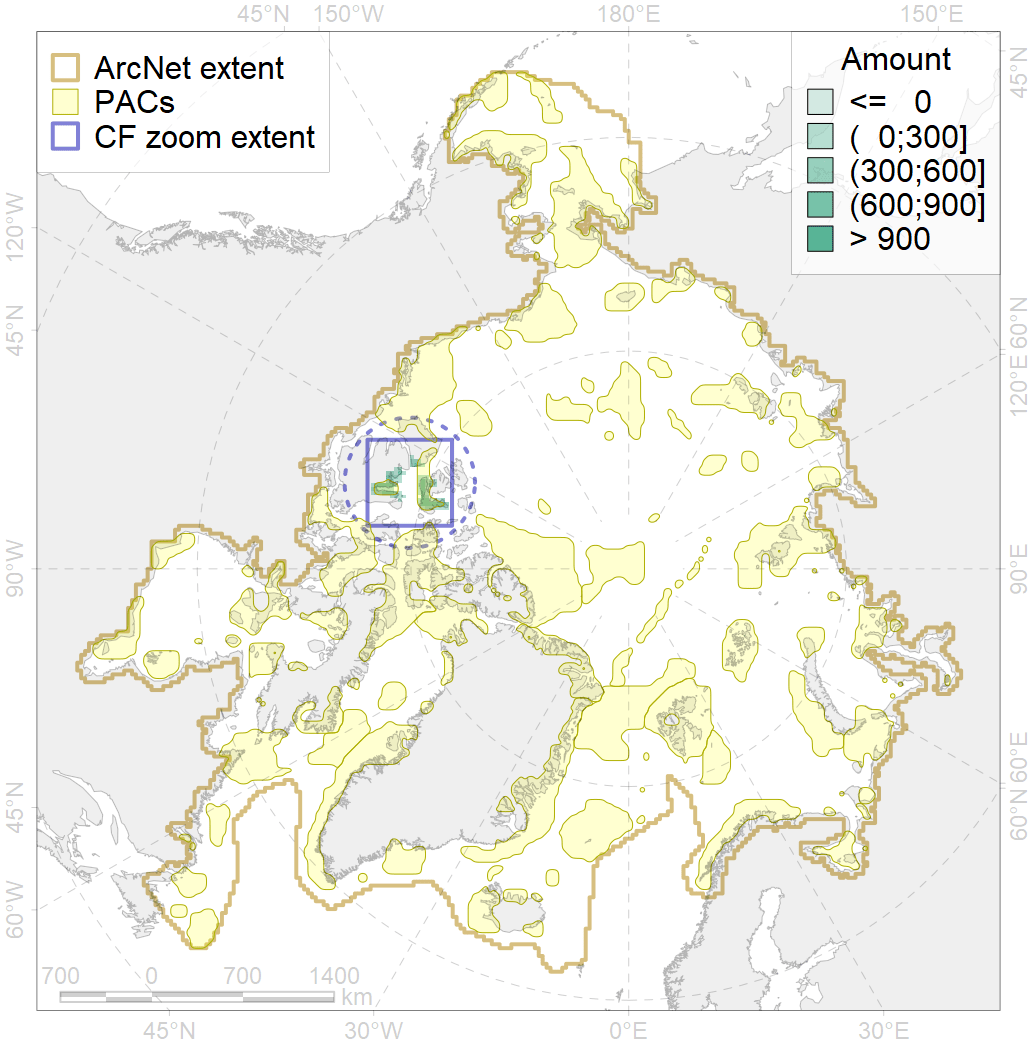 45°N 150°W 180°E 150°E
ArcNet extent
PACs
CF zoom extent
Amount
<= 0
( 0;300]
(300;600]
(600;900]
> 900
45°N
120°W
45°N
60°N
120°E
90°W
90°E
45°N
60°E
60°N
60°W
700 0 700 1400
km
45°N 30°W 0°E 30°E